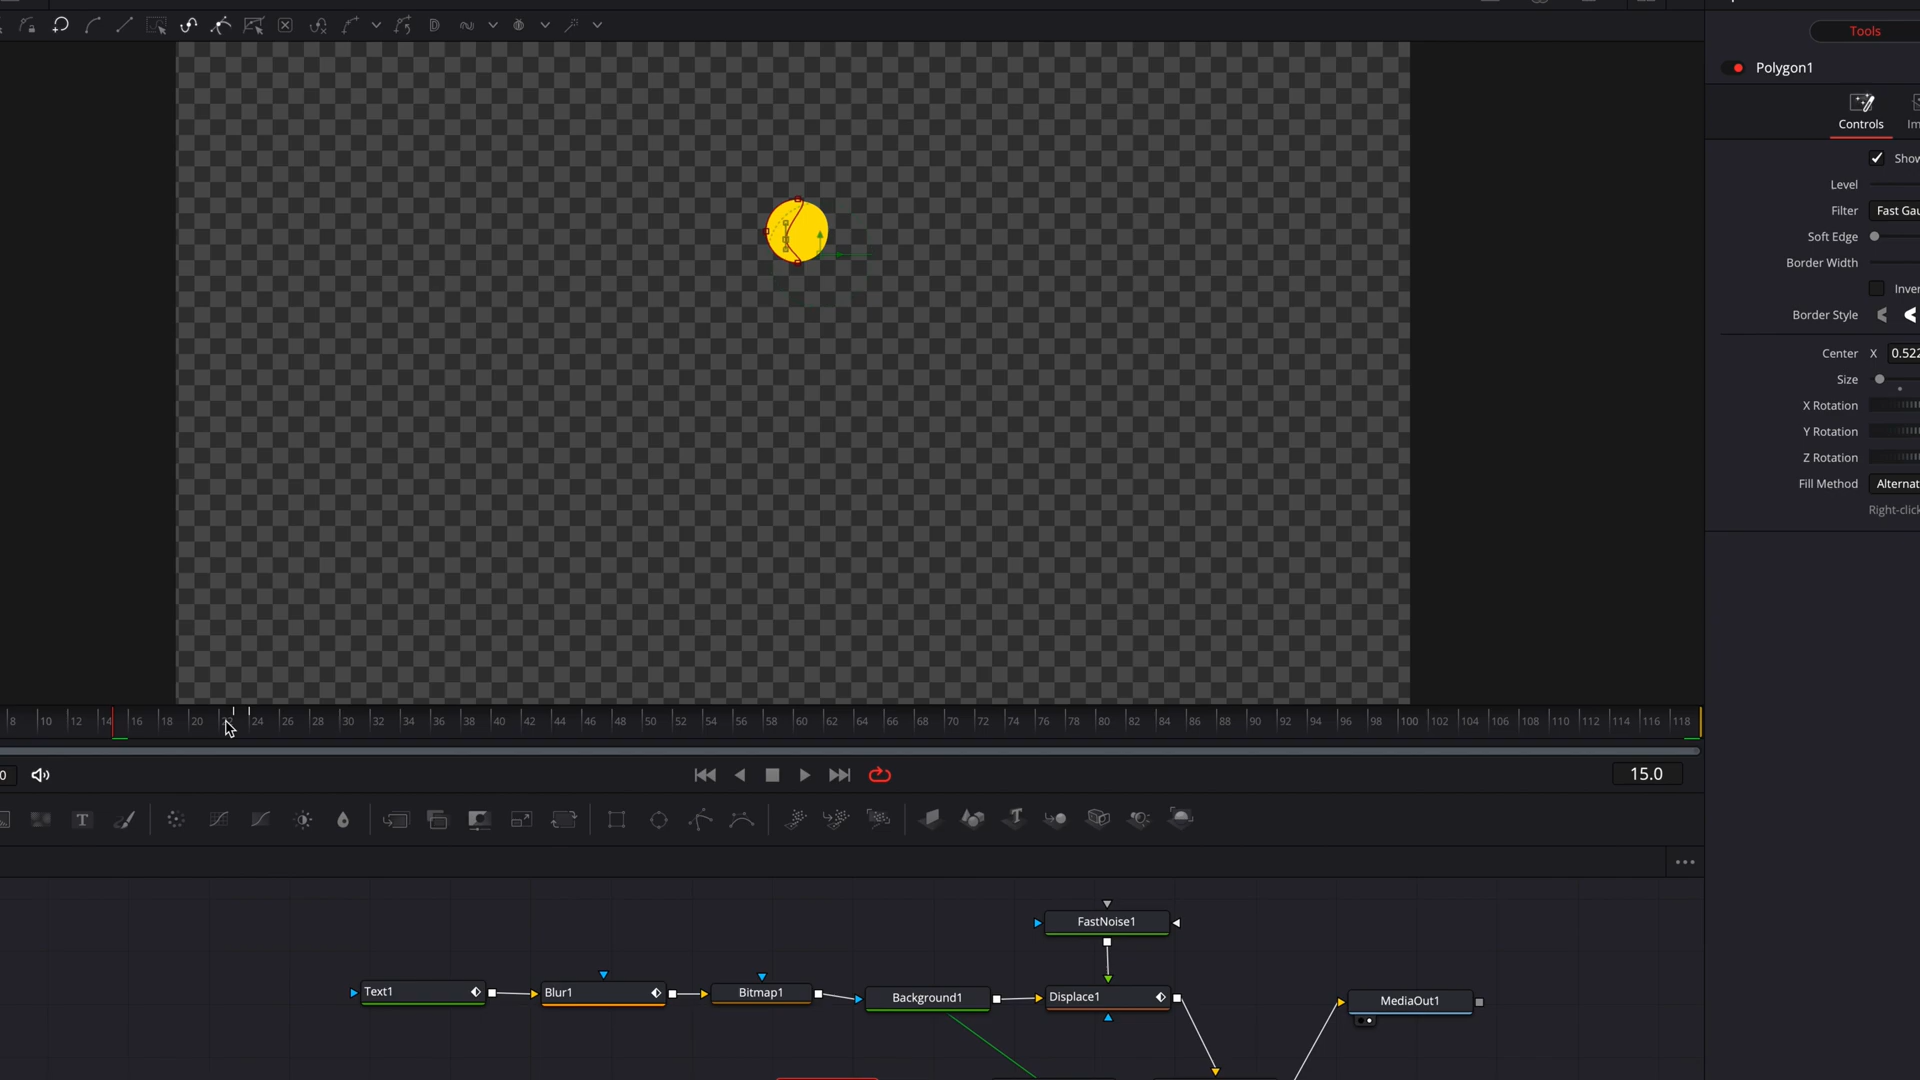 Tools
Polygon1
Controls
Im
Show
Level
Filter Fast Gau
Soft Edge
Border Width
Inver
Border Style
Center X 0.522
Size
X Rotation
Y Rotation
Z Rotation
Fill Method Alternat
Right-click
8 10 12 14 16 18 20 24 26 28 30 32 34 36 38 40 42 44 46 48 50 52 54 56 58 60 62 64 66 68 70 72 74 76 78 80 82 84 86 88 90 92 94 96 98 100 102 104 106 108 110 112 114 116 118
0
15.0
T
T
FastNoise1
Text1
Blur1
Bitmap1
Background1
Displace1
MediaOut1